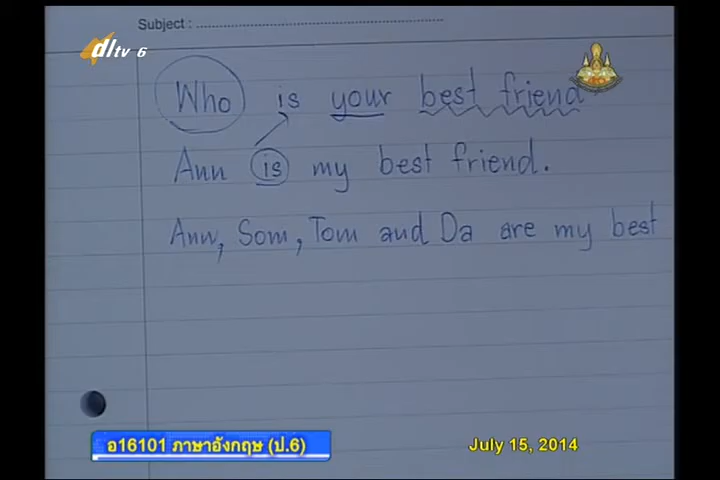 Subject :
dltv 6
Who is your best friend
Ann is my best friend.
Ann, Som, Tom and Da are my best
อ16101 ภาษาอังกฤษ (ป.6)
July 15, 2014